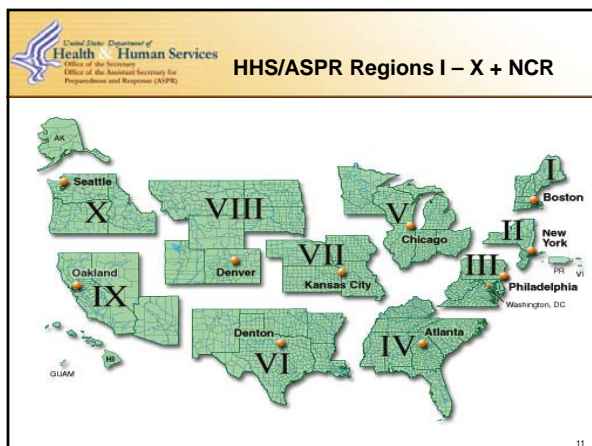 United States Department of
Health & Human Services
Office of the Secretary
Office of the Assistant Secretary for
Preparedness and Response (ASPR)
HHS/ASPR Regions I – X + NCR
AK
Seattle
X
VIII
V
Chicago
I
Boston
II
New
York
PR
VI
III
Philadelphia
Washington, DC
Oakland
IX
Denver
VII
Kansas City
HI
GUAM
Denton
VI
IV
Atlanta
11